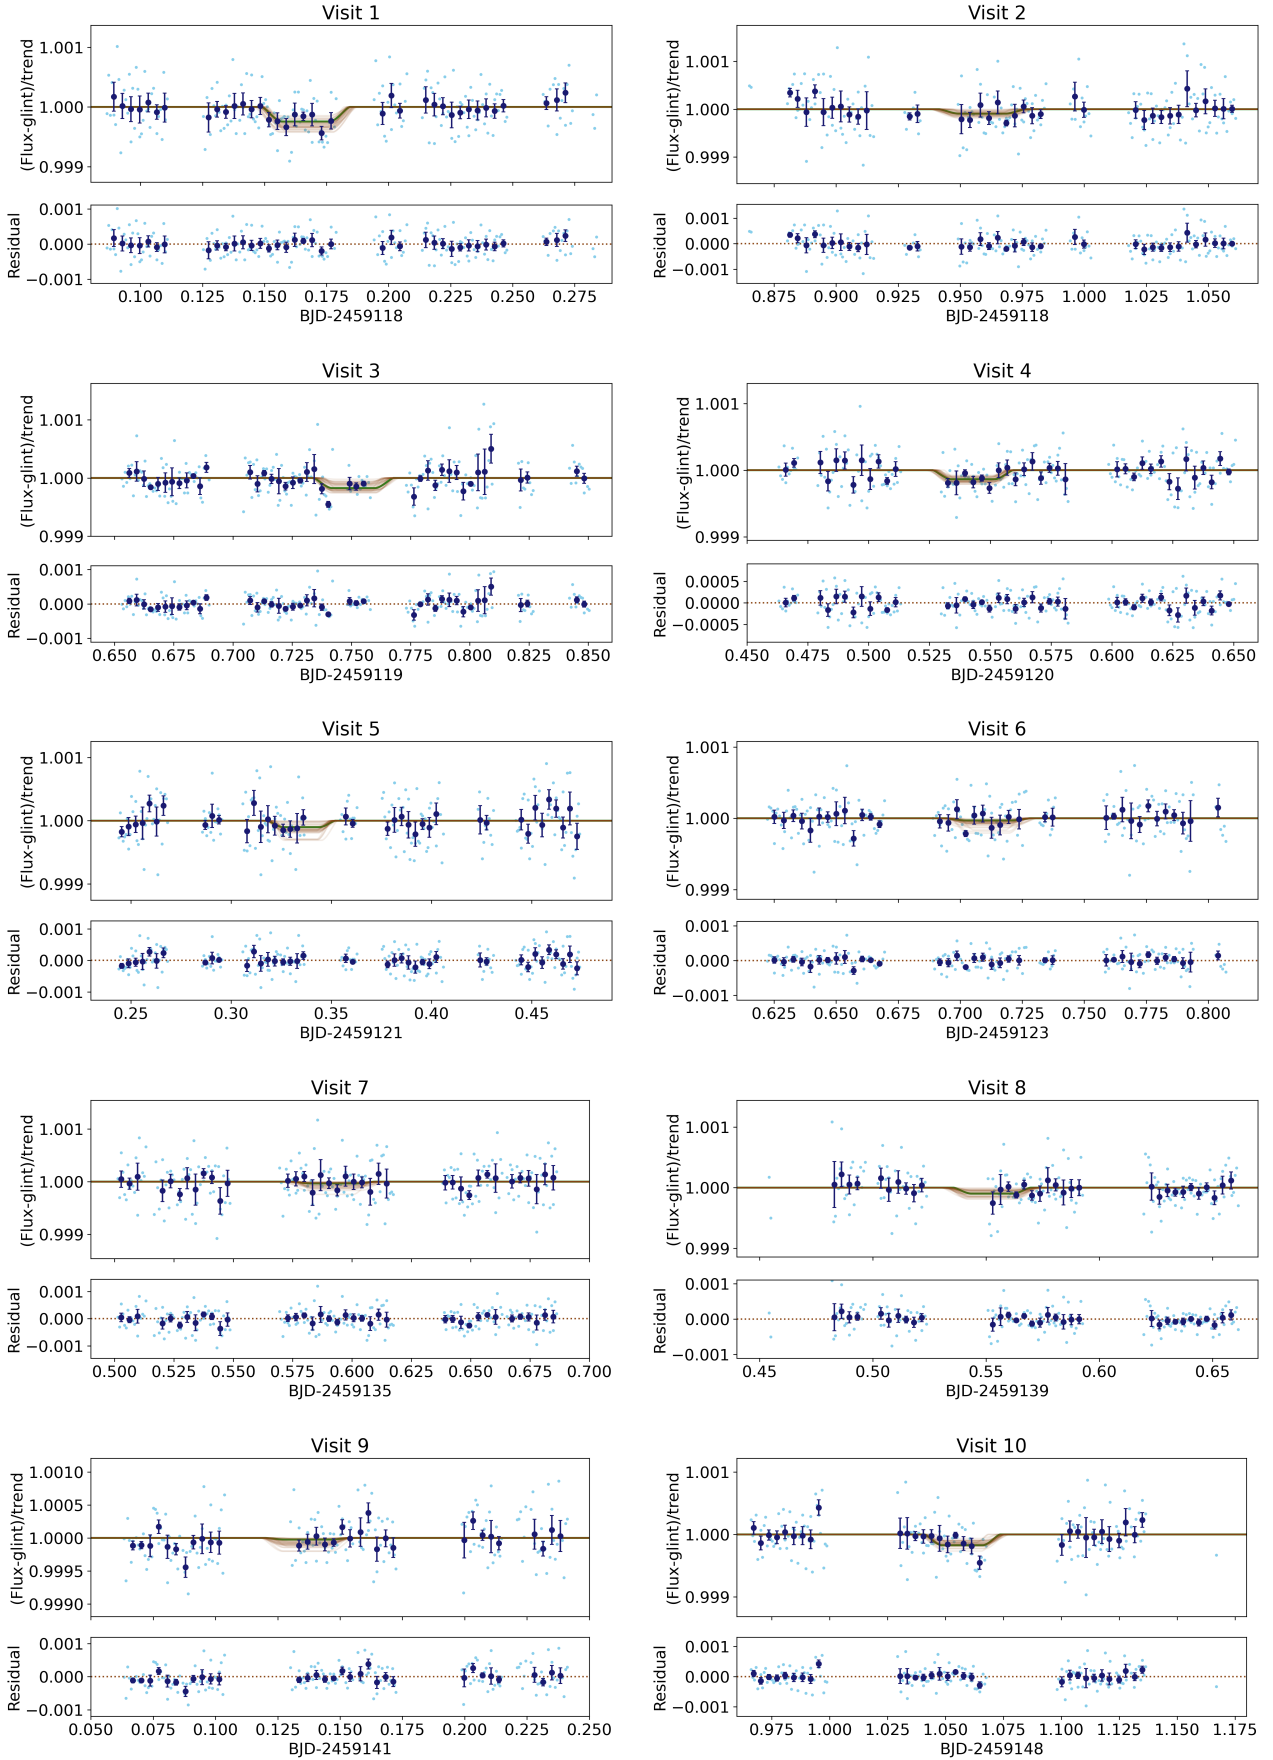 Visit 1
(Flux-glint)/trend
1.001
1.000
0.999
Residual
0.001
0.000
−0.001
0.100 0.125 0.150 0.175 0.200 0.225 0.250 0.275
BJD-2459118
Visit 2
(Flux-glint)/trend
1.001
1.000
0.999
Residual
0.001
0.000
−0.001
0.875 0.900 0.925 0.950 0.975 1.000 1.025 1.050
BJD-2459118
Visit 3
(Flux-glint)/trend
1.001
1.000
0.999
Residual
0.001
0.000
−0.001
0.650 0.675 0.700 0.725 0.750 0.775 0.800 0.825 0.850
BJD-2459119
Visit 4
(Flux-glint)/trend
1.001
1.000
0.999
Residual
0.0005
0.0000
−0.0005
0.450 0.475 0.500 0.525 0.550 0.575 0.600 0.625 0.650
BJD-2459120
Visit 5
(Flux-glint)/trend
1.001
1.000
0.999
Residual
0.001
0.000
−0.001
0.25 0.30 0.35 0.40 0.45
BJD-2459121
Visit 6
(Flux-glint)/trend
1.001
1.000
0.999
Residual
0.001
0.000
−0.001
0.625 0.650 0.675 0.700 0.725 0.750 0.775 0.800
BJD-2459123
Visit 7
(Flux-glint)/trend
1.001
1.000
0.999
Residual
0.001
0.000
−0.001
0.500 0.525 0.550 0.575 0.600 0.625 0.650 0.675 0.700
BJD-2459135
Visit 8
(Flux-glint)/trend
1.001
1.000
0.999
Residual
0.001
0.000
−0.001
0.45 0.50 0.55 0.60 0.65
BJD-2459139
Visit 9
(Flux-glint)/trend
1.0010
1.0005
1.0000
0.9995
0.9990
Residual
0.001
0.000
−0.001
0.050 0.075 0.100 0.125 0.150 0.175 0.200 0.225 0.250
BJD-2459141
Visit 10
(Flux-glint)/trend
1.001
1.000
0.999
Residual
0.001
0.000
−0.001
0.975 1.000 1.025 1.050 1.075 1.100 1.125 1.150 1.175
BJD-2459148